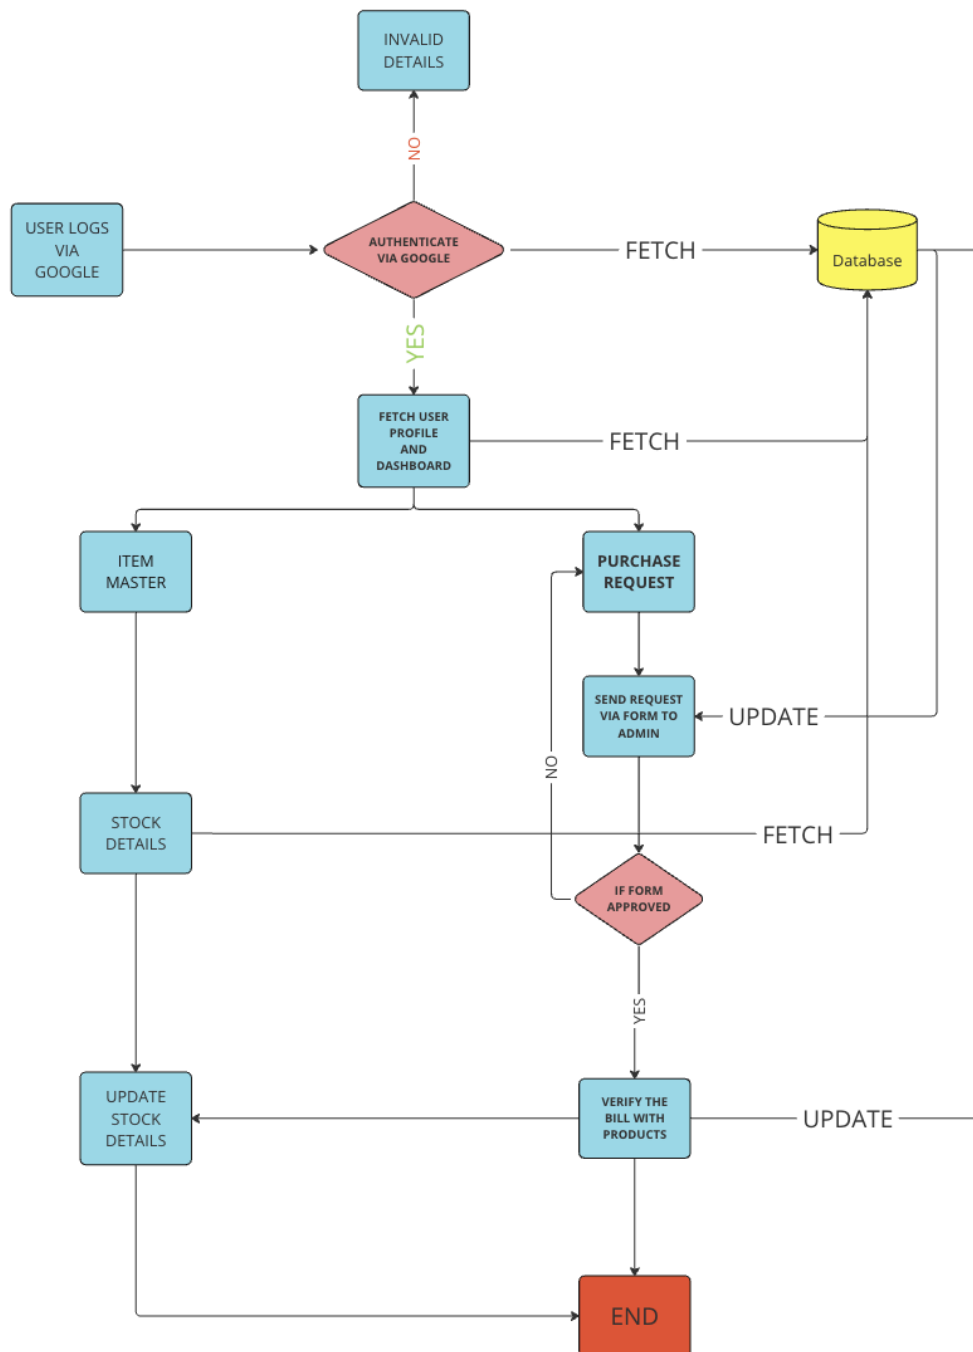 INVALID
DETAILS
NO
USER LOGS
VIA
GOOGLE
AUTHENTICATE
VIA GOOGLE
FETCH
Database
YES
FETCH USER
PROFILE
AND
DASHBOARD
FETCH
ITEM
MASTER
PURCHASE
REQUEST
SEND REQUEST
VIA FORM TO
ADMIN
UPDATE
NO
STOCK
DETAILS
FETCH
IF FORM
APPROVED
YES
UPDATE
STOCK
DETAILS
VERIFY THE
BILL WITH
PRODUCTS
UPDATE
END